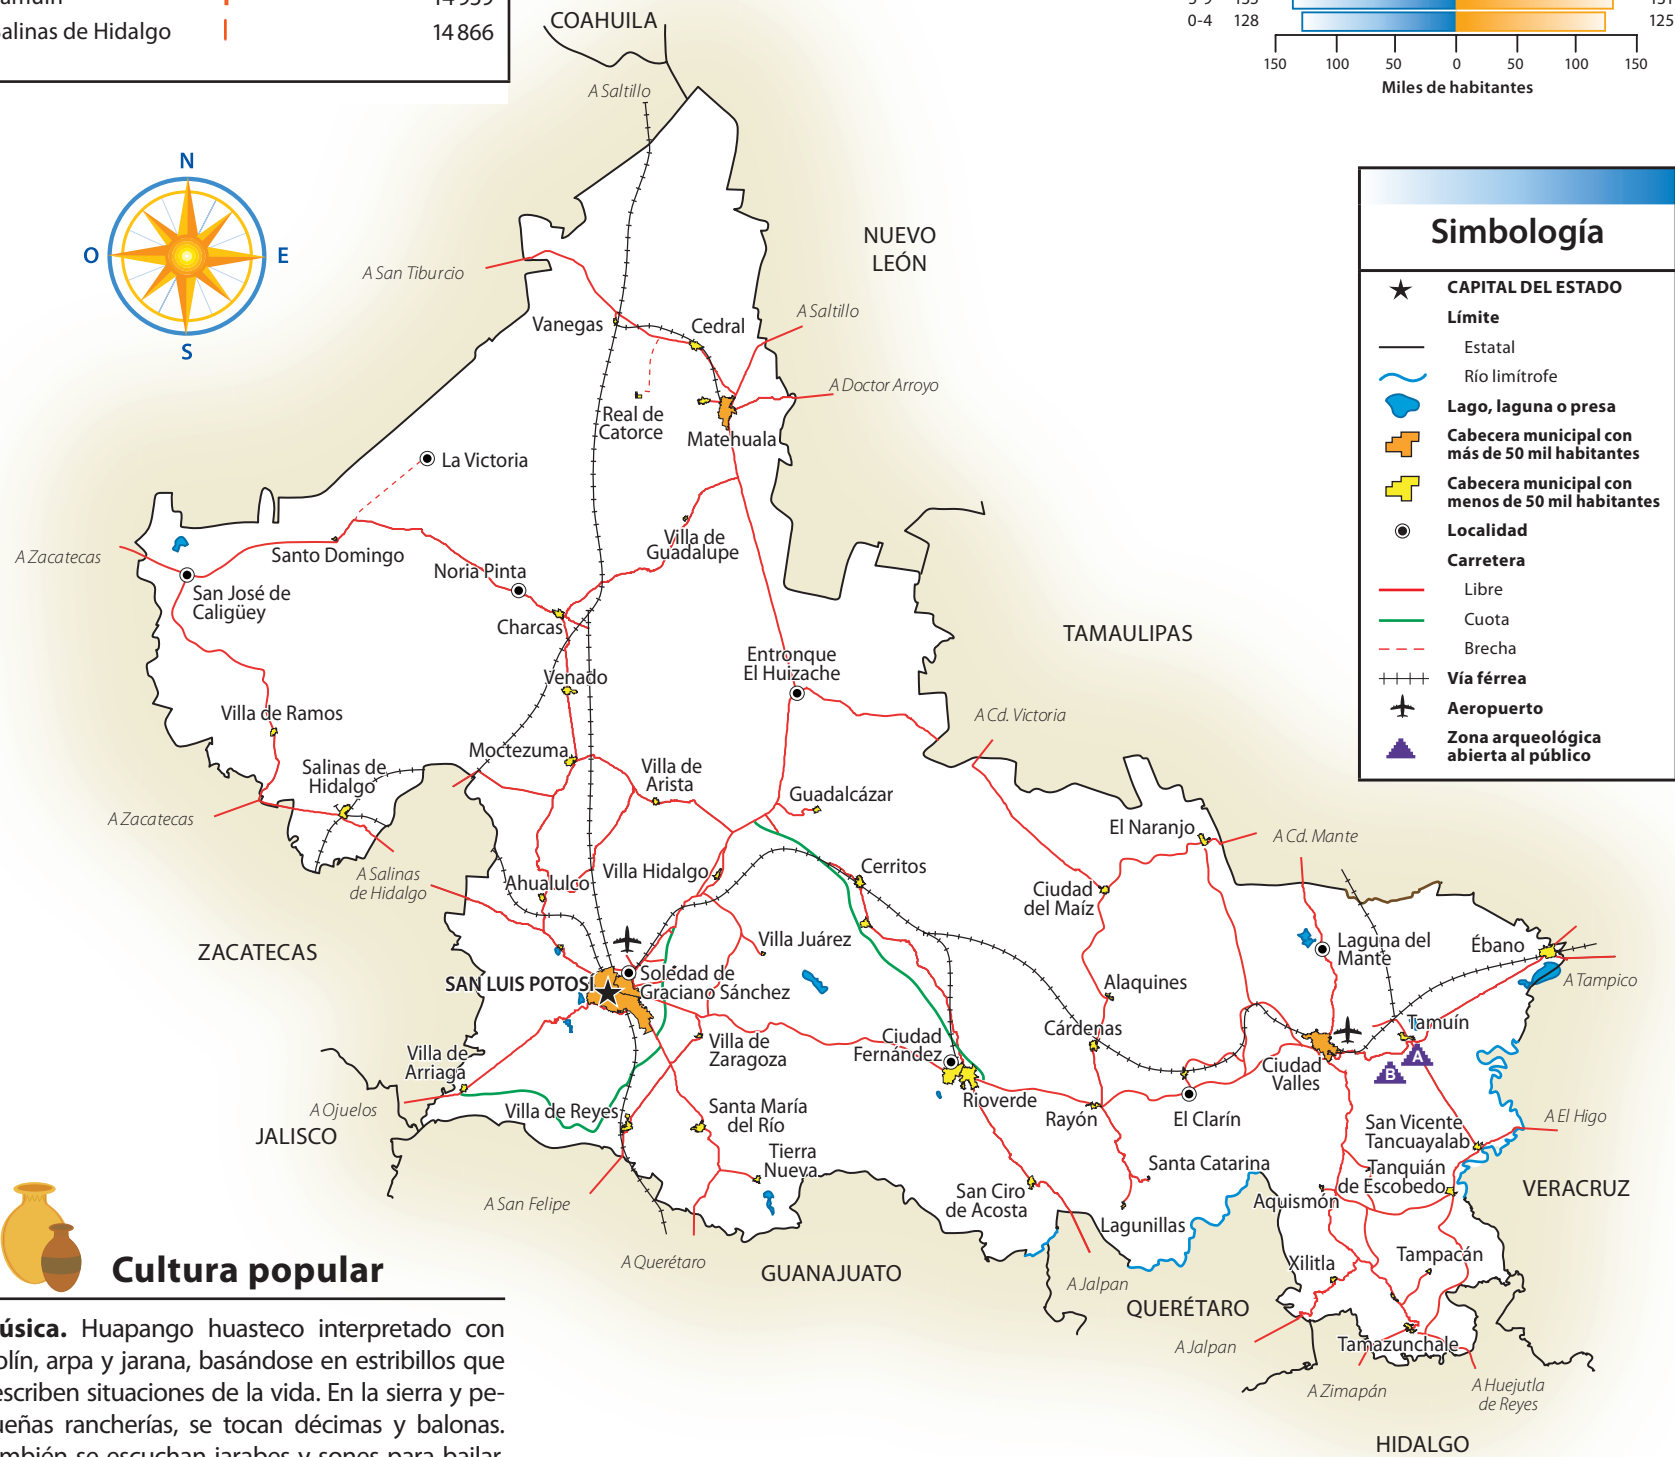 Salinas de Hidalgo 14 866
0-4 128 125
150 100 50 0 50 100 150
Miles de habitantes
COAHUILA
A Saltillo
N
O E
S
NUEVO
LEÓN
A San Tiburcio
A Saltillo
Vanegas
Cedral
A Doctor Arroyo
Real de
Catorce
Matehuala
La Victoria
A Zacatecas
Santo Domingo
Villa de
Guadalupe
Noria Pinta
San José de
Caligüey
Charcas
TAMAULIPAS
Entronque
El Huizache
Venado
Villa de Ramos
A Cd. Victoria
Moctezuma
Salinas de
Hidalgo
Villa de
Arista
Guadalcázar
A Zacatecas
El Naranjo
A Cd. Mante
A Salinas
de Hidalgo
Ahualulco
Villa Hidalgo
Cerritos
Ciudad
del Maíz
ZACATECAS
Villa Juárez
Laguna del
Mante
Ébano
SAN LUIS POTOSÍ
Soledad de
Graciano Sánchez
Alaquines
A Tampico
Tamuín
Cárdenas
Ciudad
Fernández
Villa de
Zaragoza
Villa de
Arriaga
Ciudad
Valles
A
B
Rioverde
A Ojuelos
Villa de Reyes
Santa María
del Río
Rayón
El Clarín
San Vicente
Tancuayalab
A El Higo
JALISCO
Tierra
Nueva
Santa Catarina
Tanquián
de Escobedo
VERACRUZ
A San Felipe
San Ciro
de Acosta
Aquismón
Lagunillas
A Querétaro
GUANAJUATO
A Jalpan
Xilitla
Tampacán
QUERÉTARO
A Jalpan
Tamazunchale
A Zimapán
A Huejutla
de Reyes
HIDALGO
Simbología
CAPITAL DEL ESTADO
Límite
Estatal
Río limítrofe
Lago, laguna o presa
Cabecera municipal con
más de 50 mil habitantes
Cabecera municipal con
menos de 50 mil habitantes
Localidad
Carretera
Libre
Cuota
Brecha
Vía férrea
Aeropuerto
Zona arqueológica
abierta al público
Cultura popular
úsica. Huapango huasteco interpretado con
olín, arpa y jarana, basándose en estribillos que
escriben situaciones de la vida. En la sierra y pe-
ueñas rancherías, se tocan décimas y balonas.
mbién se escuchan jarabes y sones para bailar.